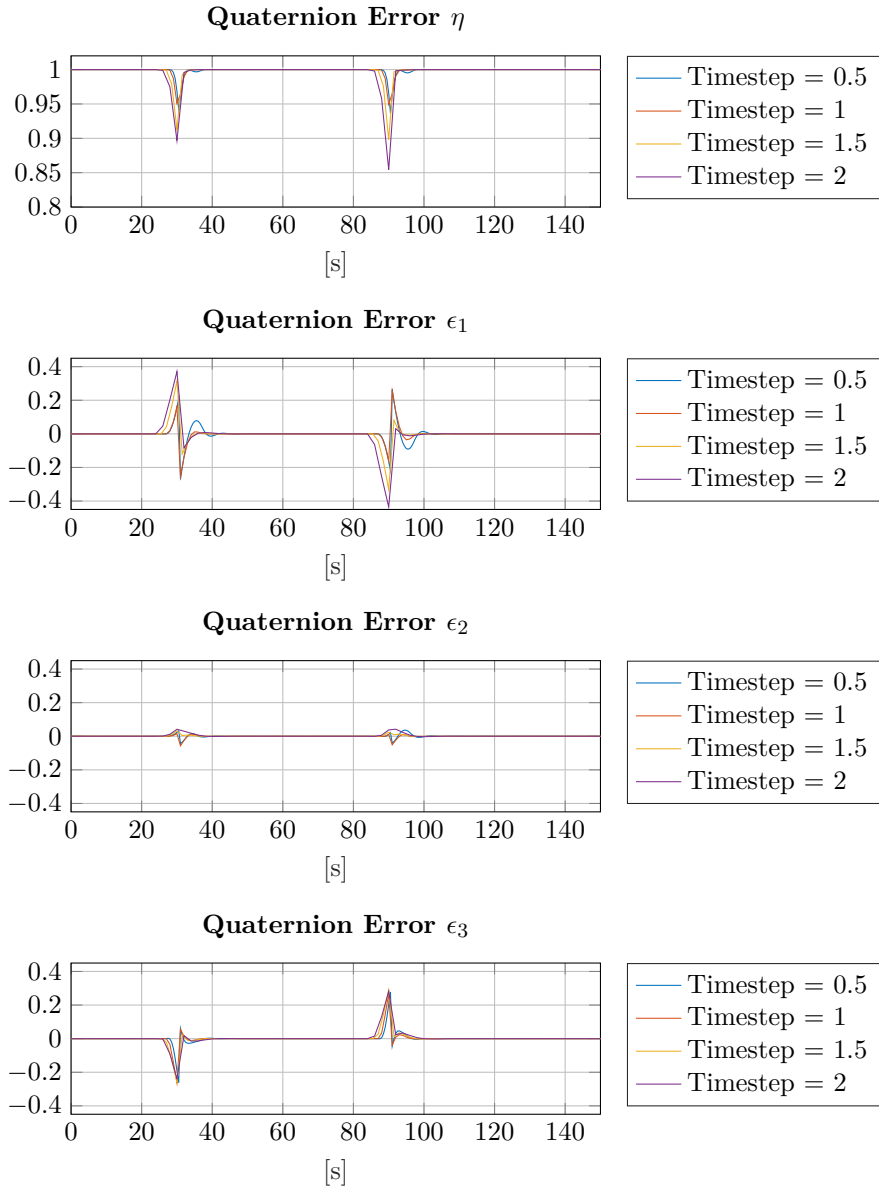 Quaternion Error η
1
0.95
0.9
0.85
0.8
0 20 40 60 80 100 120 140
[s]
Timestep = 0.5
Timestep = 1
Timestep = 1.5
Timestep = 2
Quaternion Error ϵ₁
0.4
0.2
0
−0.2
−0.4
0 20 40 60 80 100 120 140
[s]
Timestep = 0.5
Timestep = 1
Timestep = 1.5
Timestep = 2
Quaternion Error ϵ₂
0.4
0.2
0
−0.2
−0.4
0 20 40 60 80 100 120 140
[s]
Timestep = 0.5
Timestep = 1
Timestep = 1.5
Timestep = 2
Quaternion Error ϵ₃
0.4
0.2
0
−0.2
−0.4
0 20 40 60 80 100 120 140
[s]
Timestep = 0.5
Timestep = 1
Timestep = 1.5
Timestep = 2